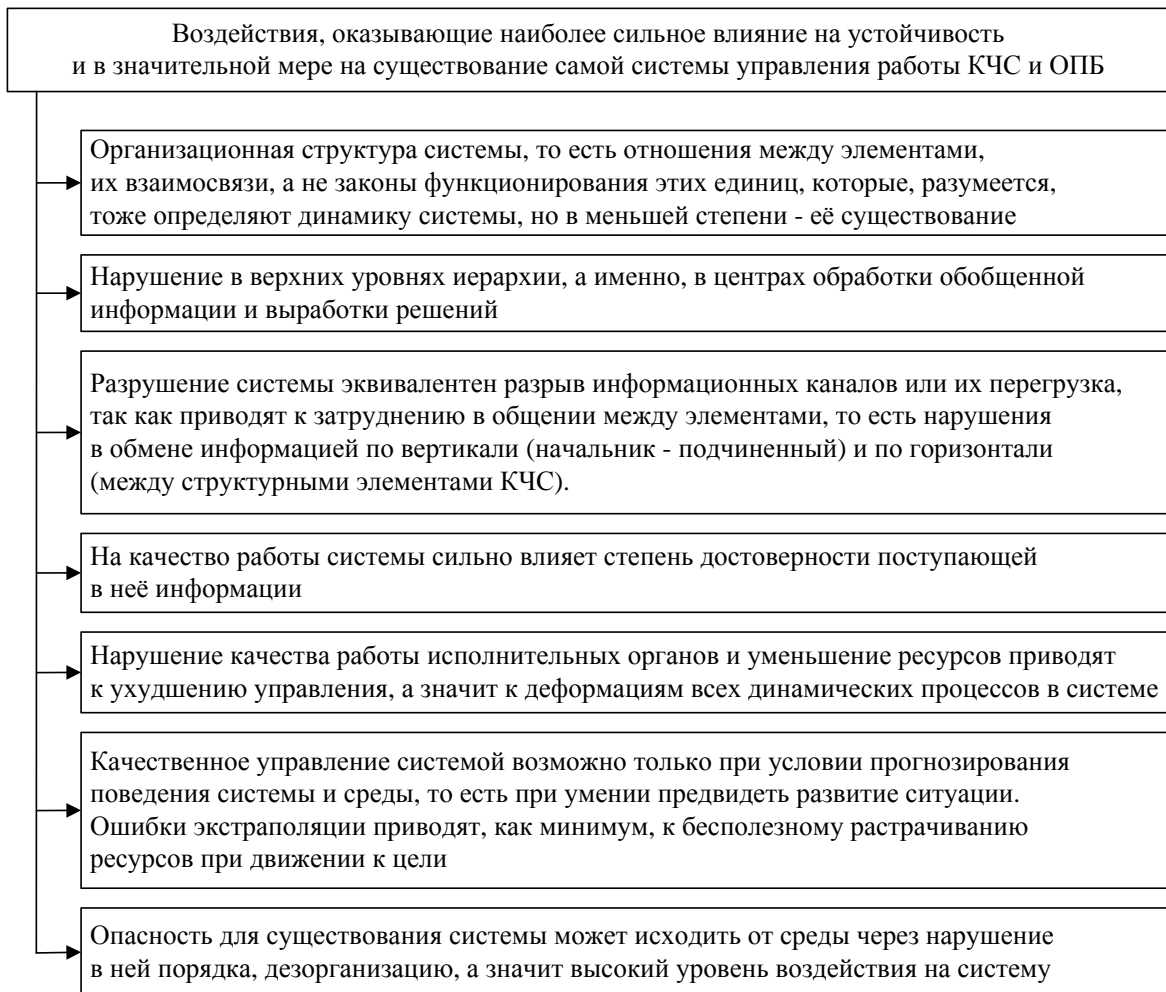 Воздействия, оказывающие наиболее сильное влияние на устойчивость
и в значительной мере на существование самой системы управления работы КЧС и ОПБ
Организационная структура системы, то есть отношения между элементами,
их взаимосвязи, а не законы функционирования этих единиц, которые, разумеется,
тоже определяют динамику системы, но в меньшей степени - её существование
Нарушение в верхних уровнях иерархии, а именно, в центрах обработки обобщенной
информации и выработки решений
Разрушение системы эквивалентен разрыв информационных каналов или их перегрузка,
так как приводят к затруднению в общении между элементами, то есть нарушения
в обмене информацией по вертикали (начальник - подчиненный) и по горизонтали
(между структурными элементами КЧС).
На качество работы системы сильно влияет степень достоверности поступающей
в неё информации
Нарушение качества работы исполнительных органов и уменьшение ресурсов приводят
к ухудшению управления, а значит к деформациям всех динамических процессов в системе
Качественное управление системой возможно только при условии прогнозирования
поведения системы и среды, то есть при умении предвидеть развитие ситуации.
Ошибки экстраполяции приводят, как минимум, к бесполезному растрачиванию
ресурсов при движении к цели
Опасность для существования системы может исходить от среды через нарушение
в ней порядка, дезорганизацию, а значит высокий уровень воздействия на систему